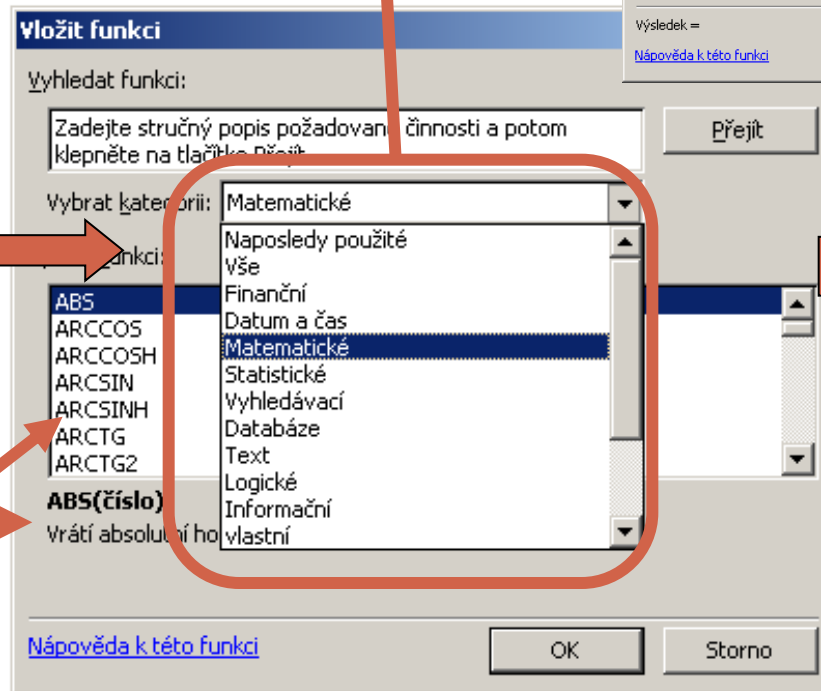 Výsledek =
Nápověda k této funkci
Vložit funkci
Vyhledat funkci:
Zadejte stručný popis požadované činnosti a potom
klepněte na tlačítko Přejít
Přejít
Vybrat kategorii: Matematické
Naposledy použité
Vše
Finanční
Datum a čas
Matematické
Statistické
Vyhledávací
Databáze
Text
Logické
Informační
vlastní
funkci:
ABS
ARCCOS
ARCCOSH
ARCSIN
ARCSINH
ARCTG
ARCTG2
ABS(číslo)
Vrátí absolutní ho
Nápověda k této funkci
OK
Storno